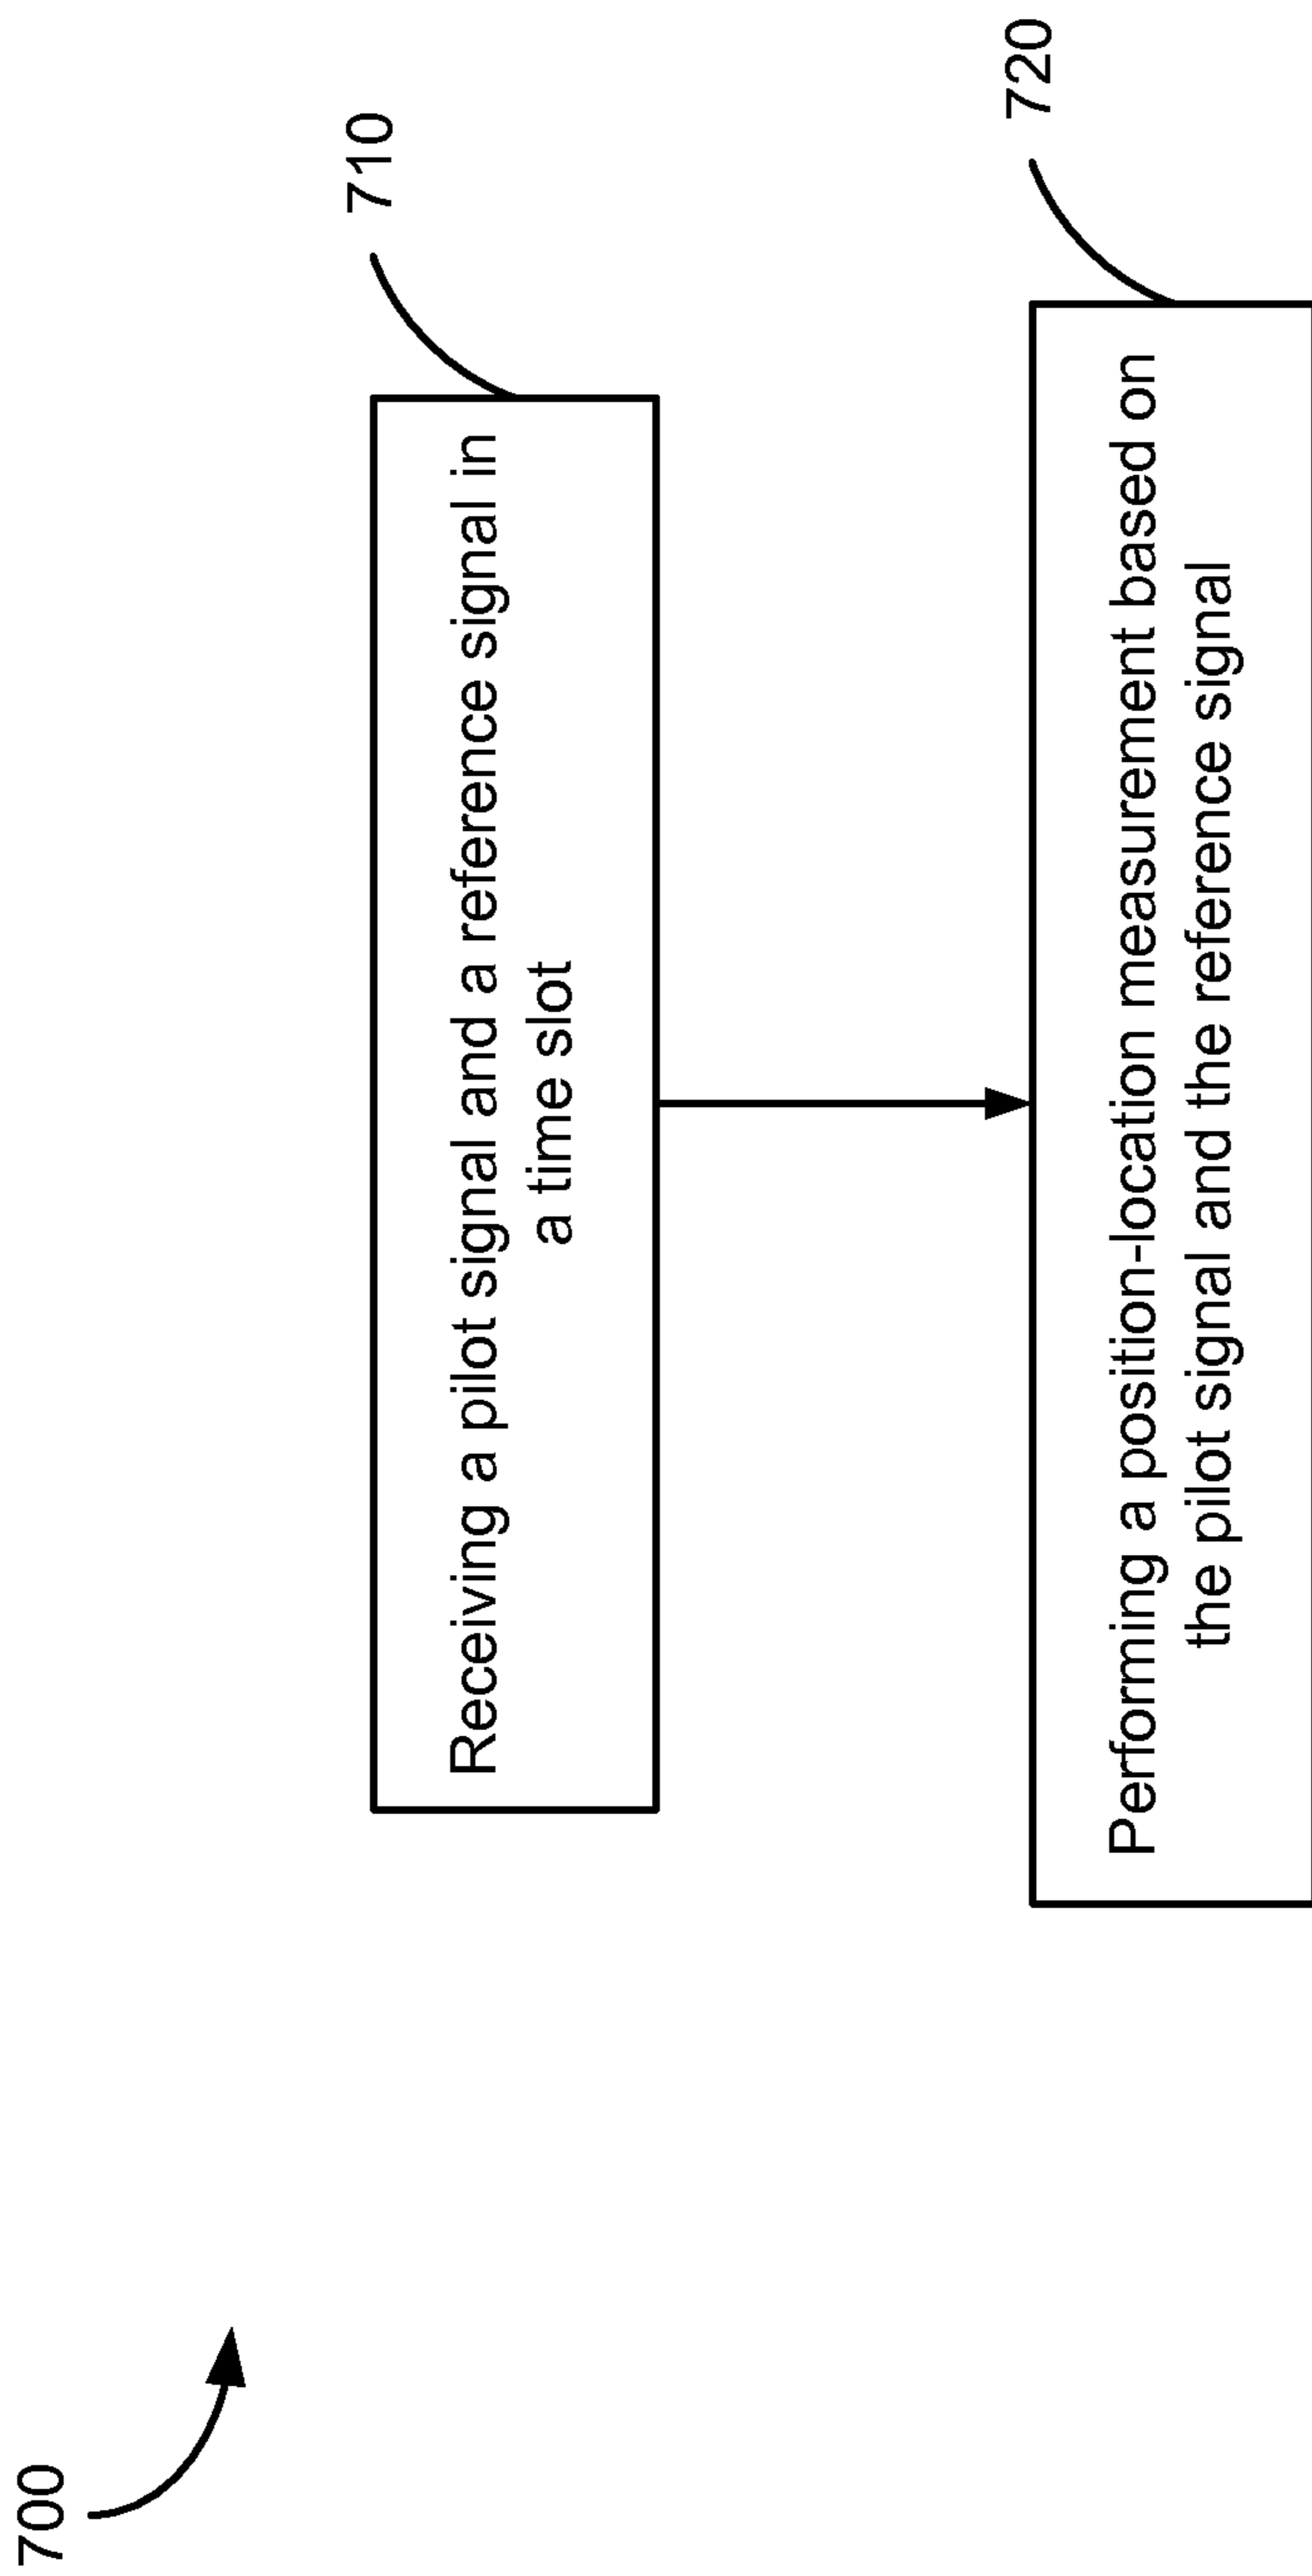 700
710
Receiving a pilot signal and a reference signal in
a time slot
720
Performing a position-location measurement based on
the pilot signal and the reference signal